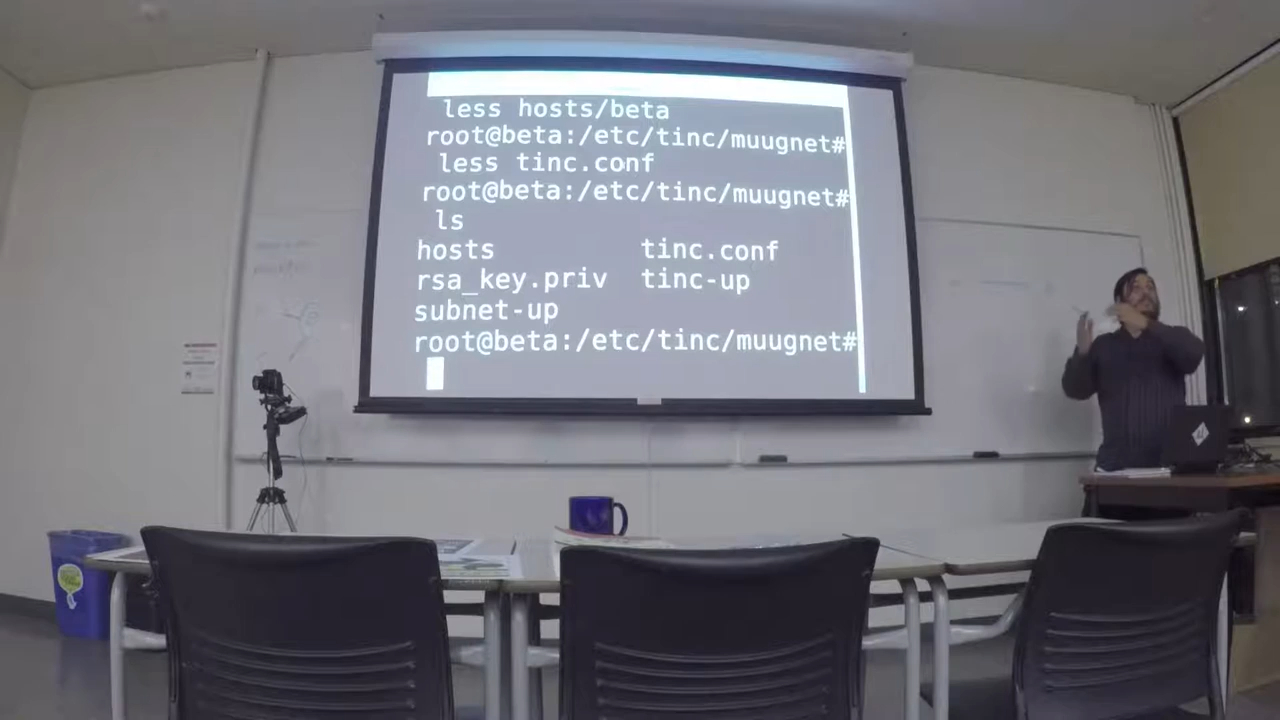 less hosts/beta
root@beta:/etc/tinc/muugnet#
less tinc.conf
root@beta:/etc/tinc/muugnet#
ls
hosts tinc.conf
rsa_key.priv tinc-up
subnet-up
root@beta:/etc/tinc/muugnet#